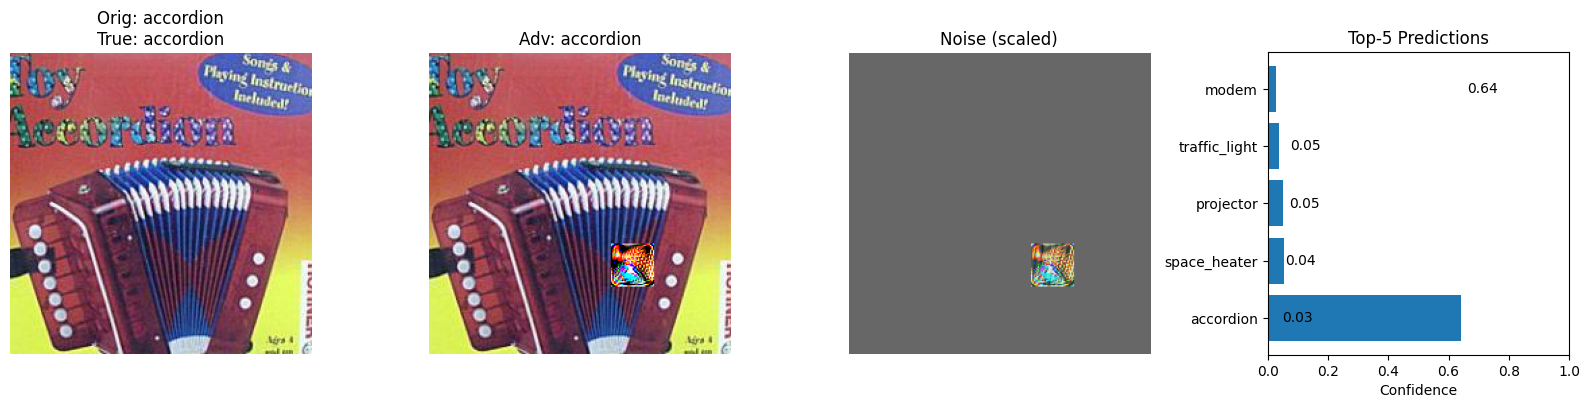 Orig: accordion
True: accordion
Toy
Accordion
Songs &
Playing Instruction
Included!
HOHNER
Ages 4
and up
Adv: accordion
Toy
Accordion
Songs &
Playing Instruction
Included!
HOHNER
Ages 4
and up
Noise (scaled)
Top-5 Predictions
modem
0.64
traffic_light
0.05
projector
0.05
space_heater
0.04
accordion
0.03
0.0 0.2 0.4 0.6 0.8 1.0
Confidence